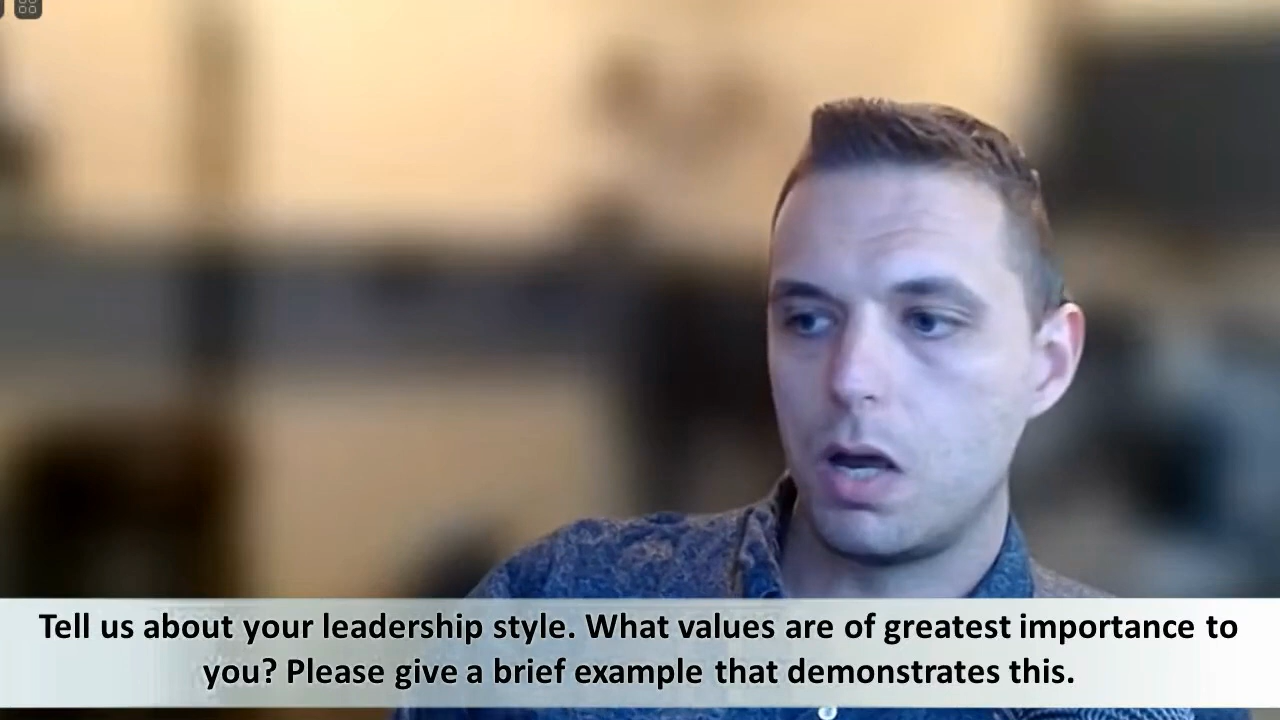 Tell us about your leadership style. What values are of greatest importance to
you? Please give a brief example that demonstrates this.